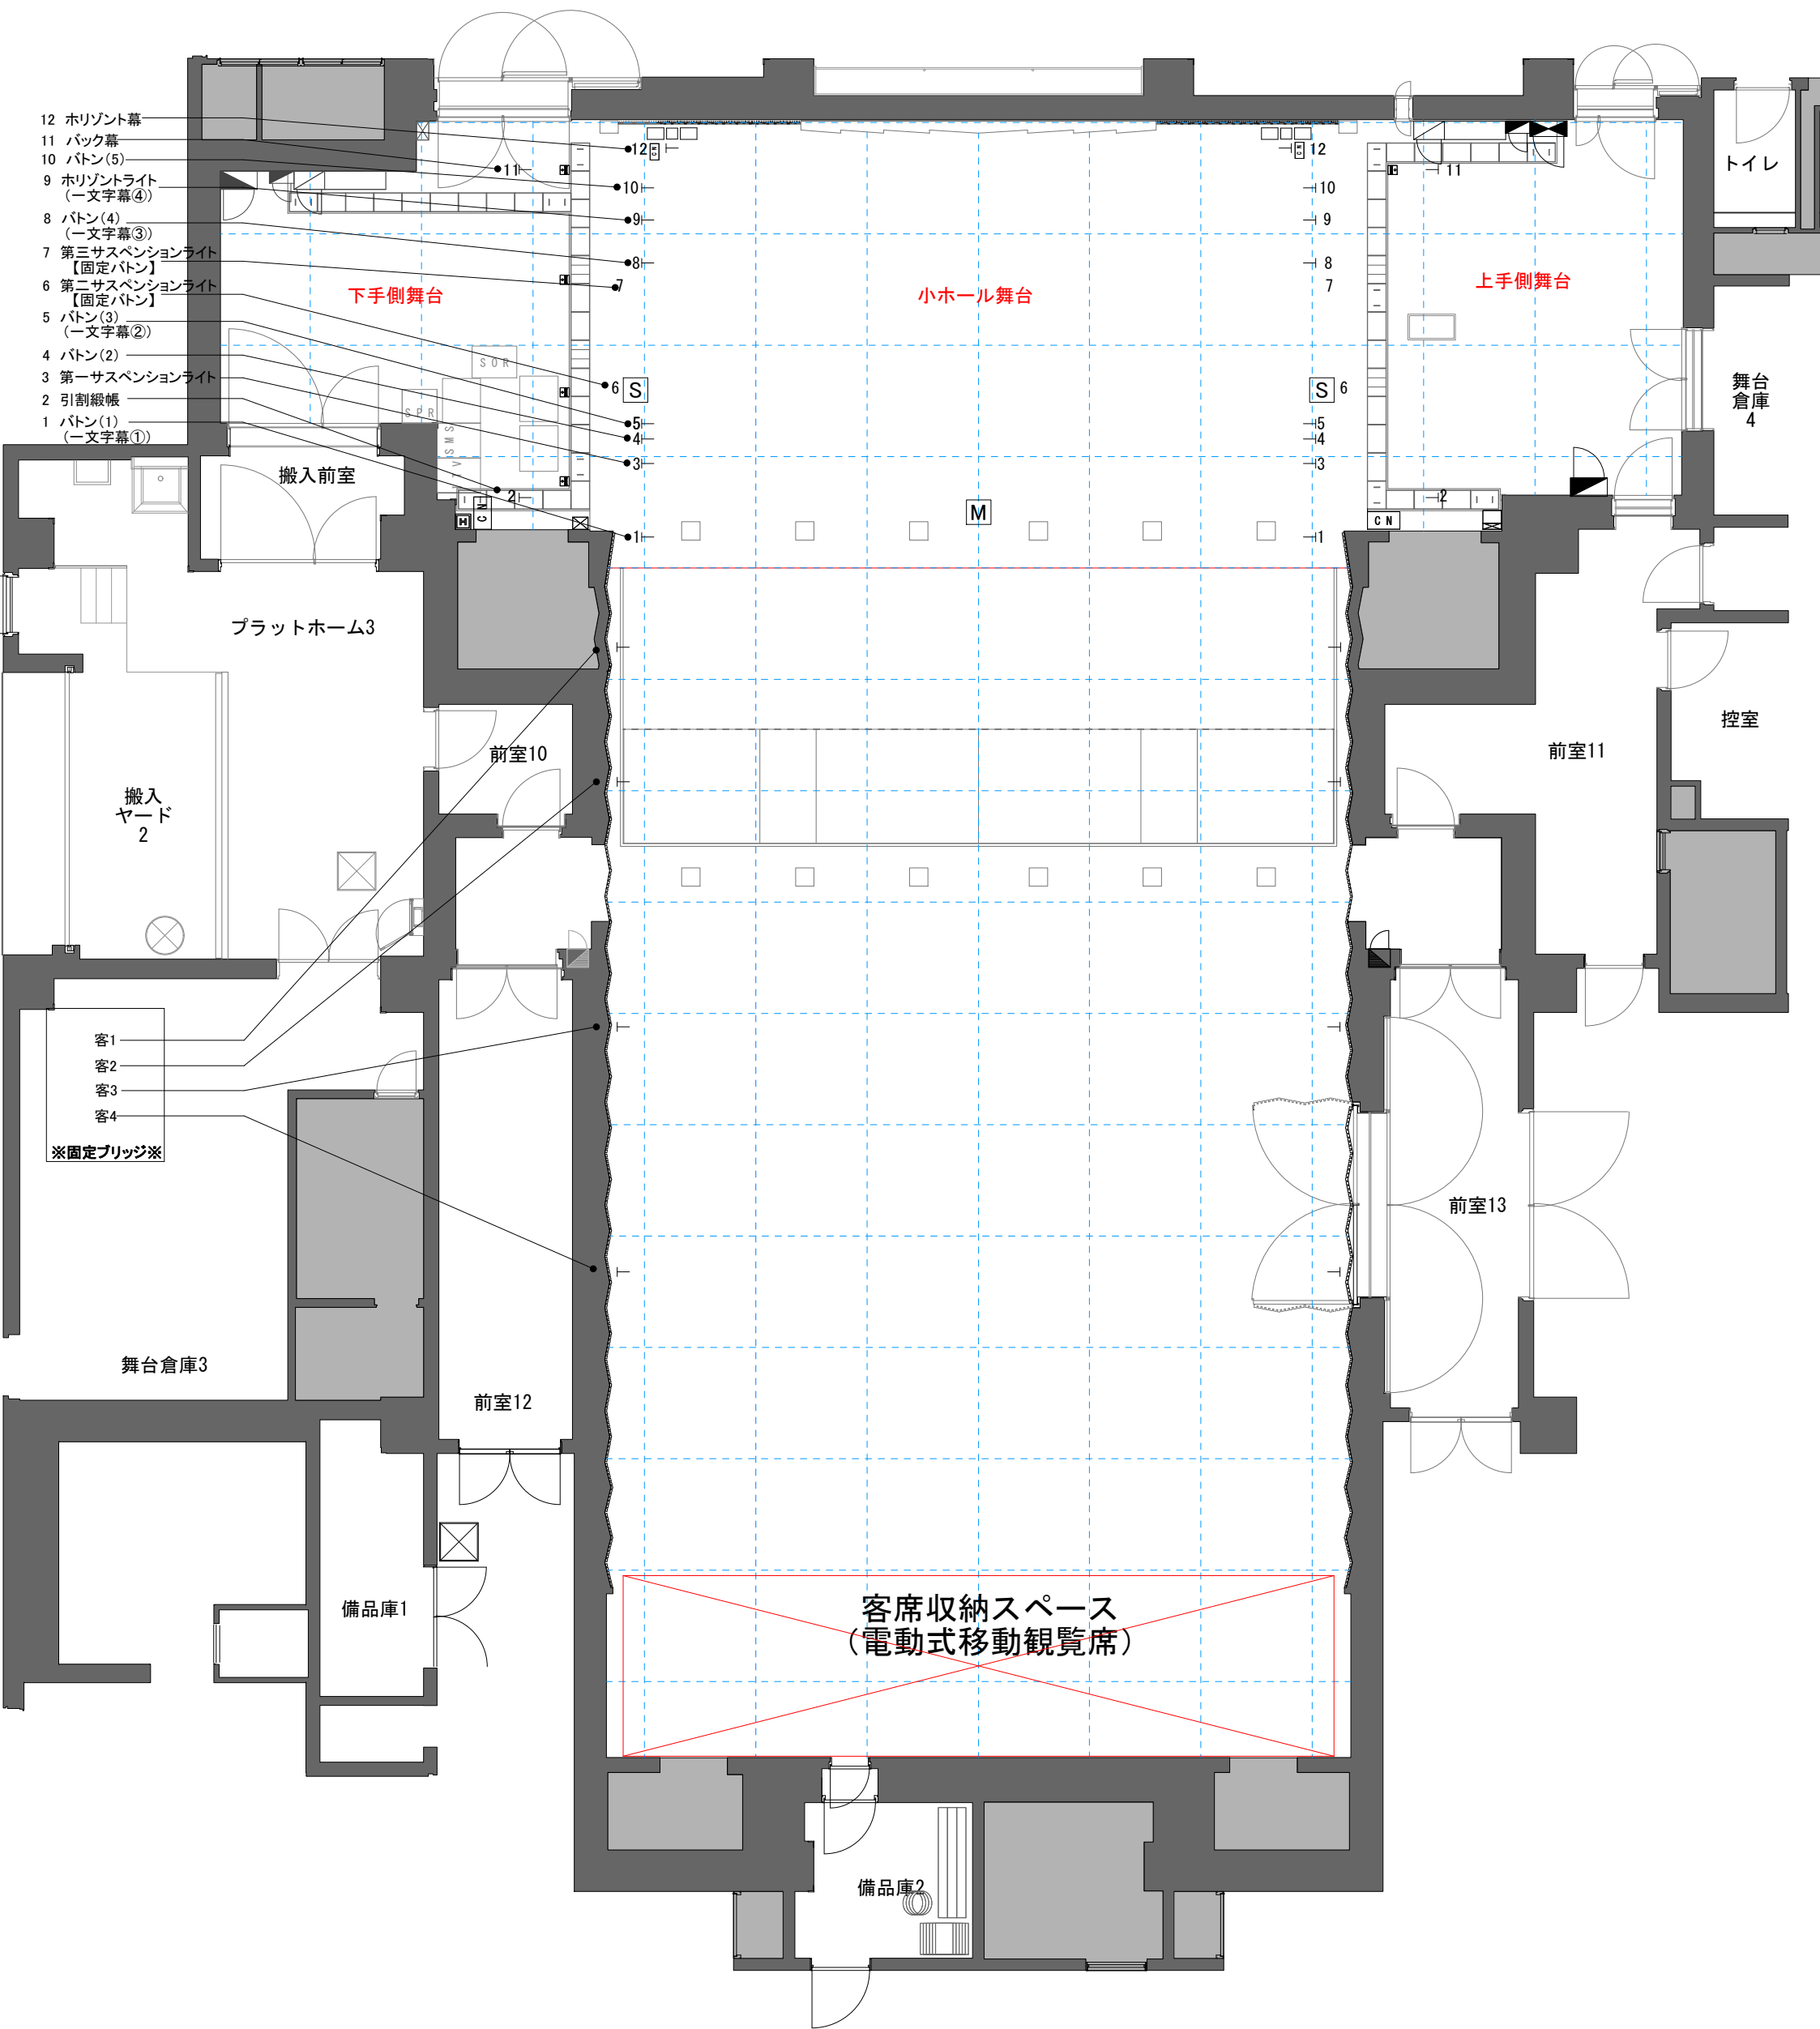 12 ホリゾント幕
11 バック幕
10 バトン(5)
9 ホリゾントライト
(一文字幕④)
8 バトン(4)
(一文字幕③)
7 第三サスペンションライト
【固定バトン】
6 第二サスペンションライト
【固定バトン】
5 バトン(3)
(一文字幕②)
4 バトン(2)
3 第一サスペンションライト
2 引割緞帳
1 バトン(1)
(一文字幕①)
12
CN
11
10
9
8
7
6
S
5
4
3
2
1
CN
12
11
10
9
8
7
S
6
5
4
3
2
1
CN
M
下手側舞台
小ホール舞台
上手側舞台
トイレ
舞台
倉庫
4
SOR
SPR
搬入前室
プラットホーム3
搬入
ヤード
2
前室10
前室11
控室
客1
客2
客3
客4
※固定ブリッジ※
前室13
舞台倉庫3
前室12
備品庫1
客席収納スペース
(電動式移動観覧席)
備品庫2